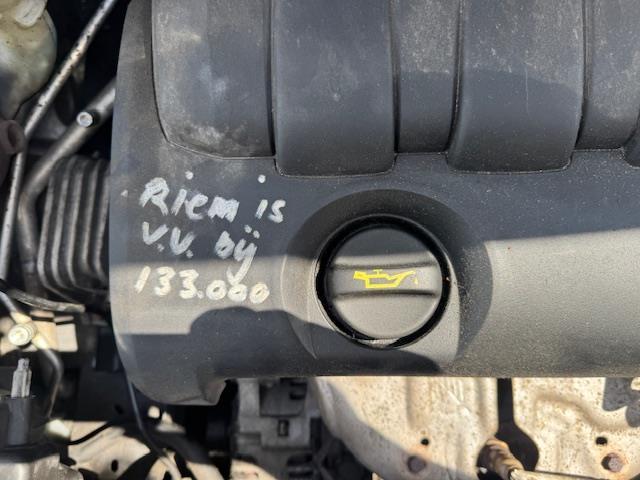 Riem is
V.V. bij
133.000